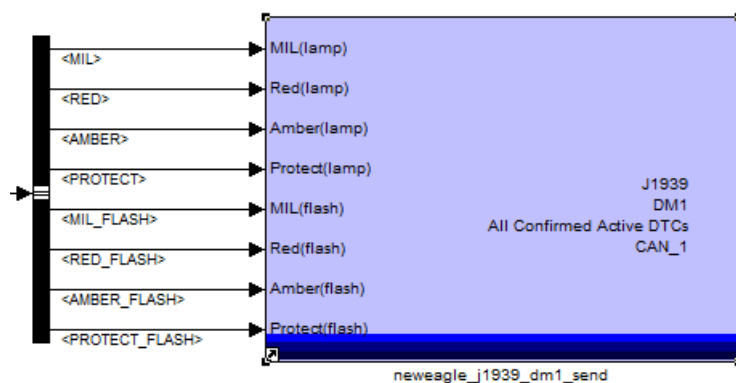 <MIL>
<RED>
<AMBER>
<PROTECT>
<MIL_FLASH>
<RED_FLASH>
<AMBER_FLASH>
<PROTECT_FLASH>
MIL(lamp)
Red(lamp)
Amber(lamp)
Protect(lamp)
MIL(flash)
Red(flash)
Amber(flash)
Protect(flash)
J1939
DM1
All Confirmed Active DTCs
CAN_1
neweagle_j1939_dm1_send